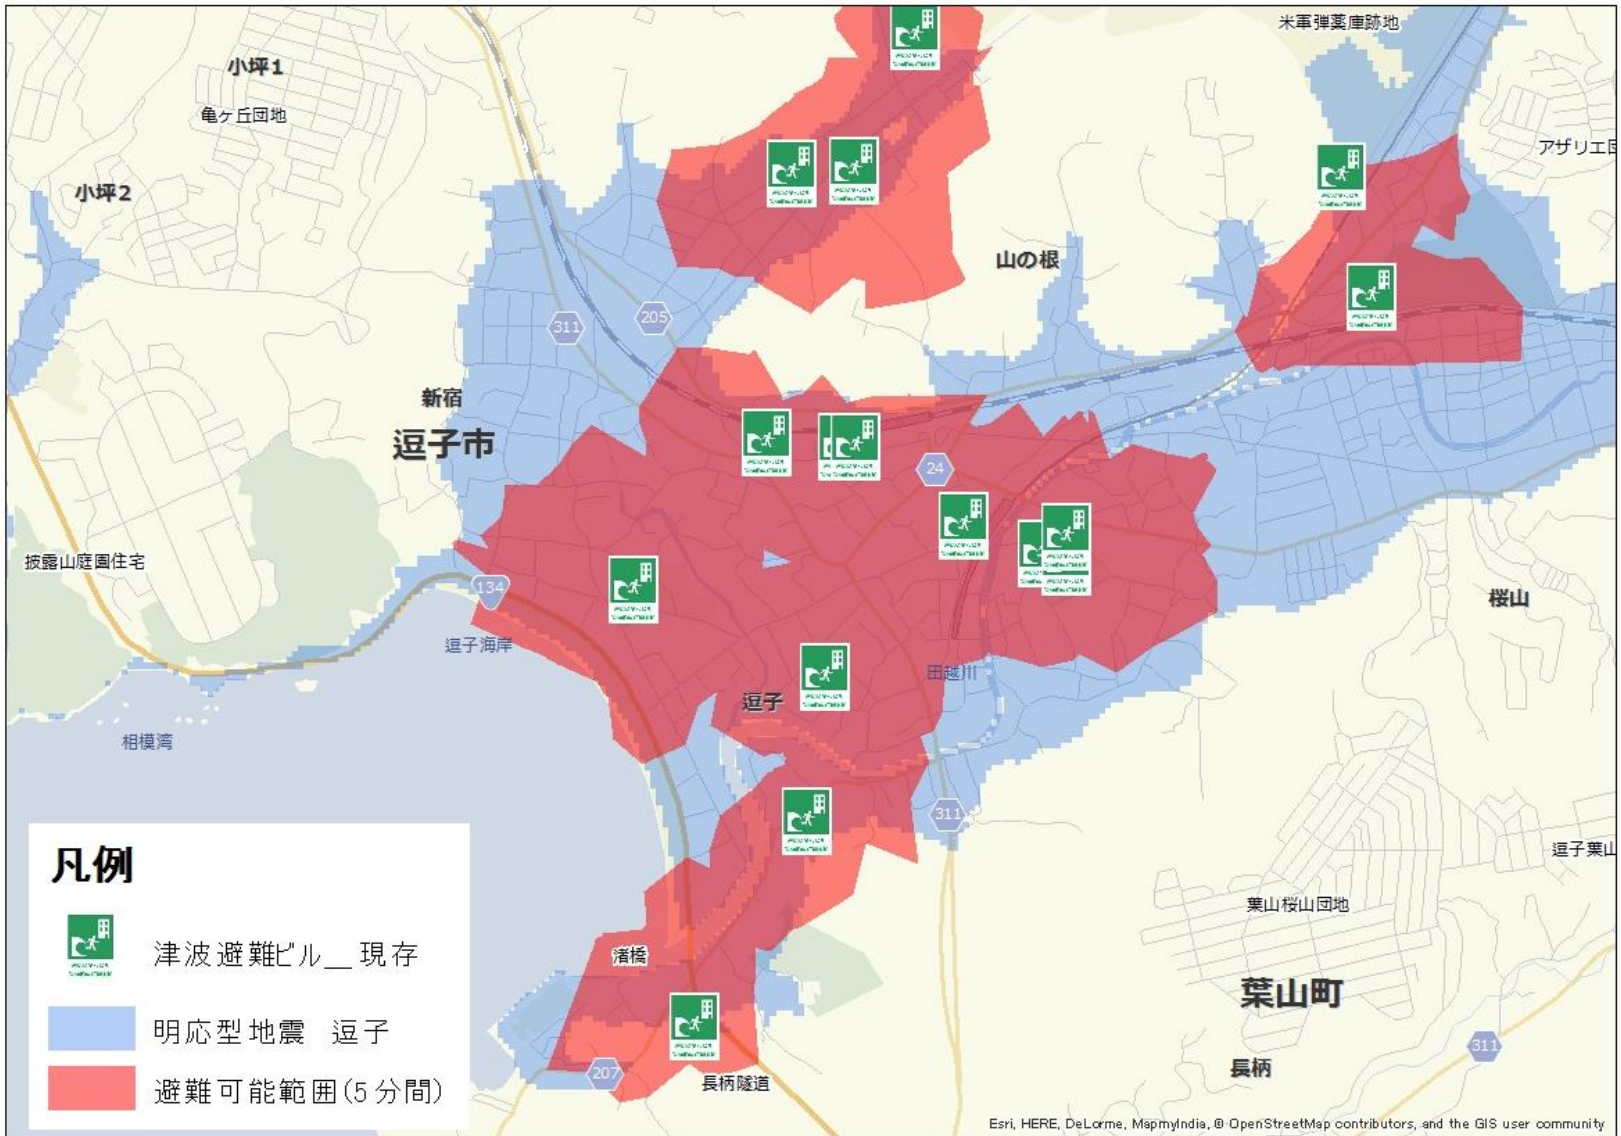 米軍弾薬庫跡地
小坪1
亀ヶ丘団地
アザリエ団
小坪2
山の根
311
205
新宿
逗子市
24
披露山庭園住宅
134
桜山
逗子海岸
田越川
逗子
相模湾
311
逗子葉山
葉山桜山団地
渚橋
葉山町
311
207
長柄隧道
長柄
凡例
津波避難ビル__現存
明応型地震 逗子
避難可能範囲(5分間)
Esri, HERE, DeLorme, MapmyIndia, © OpenStreetMap contributors, and the GIS user community